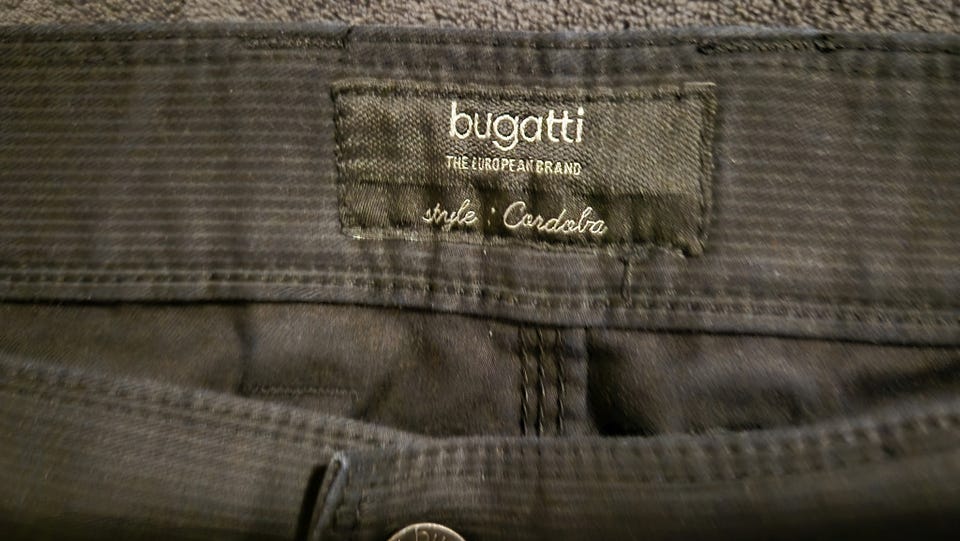 bugatti
THE EUROPEAN BRAND
style : Cordoba